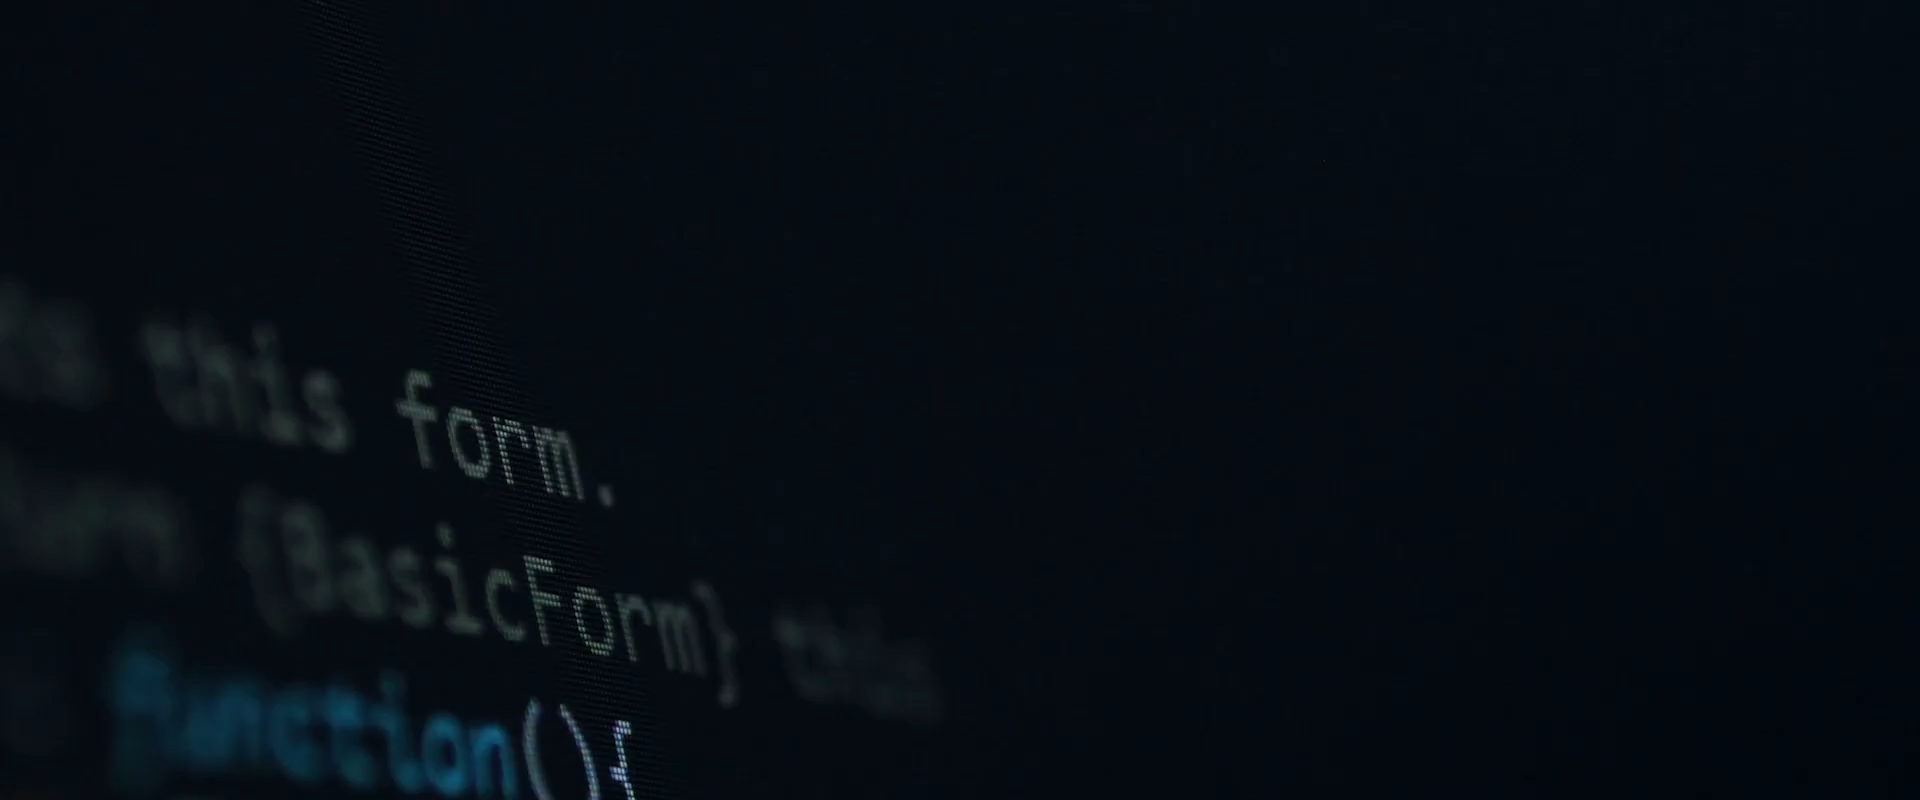 this form.
{BasicForm} this
function(){